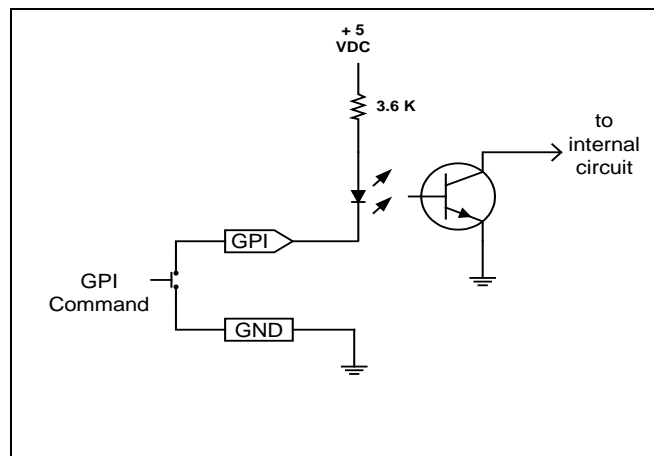 + 5
VDC
3.6 K
to
internal
circuit
GPI
GPI
Command
GND